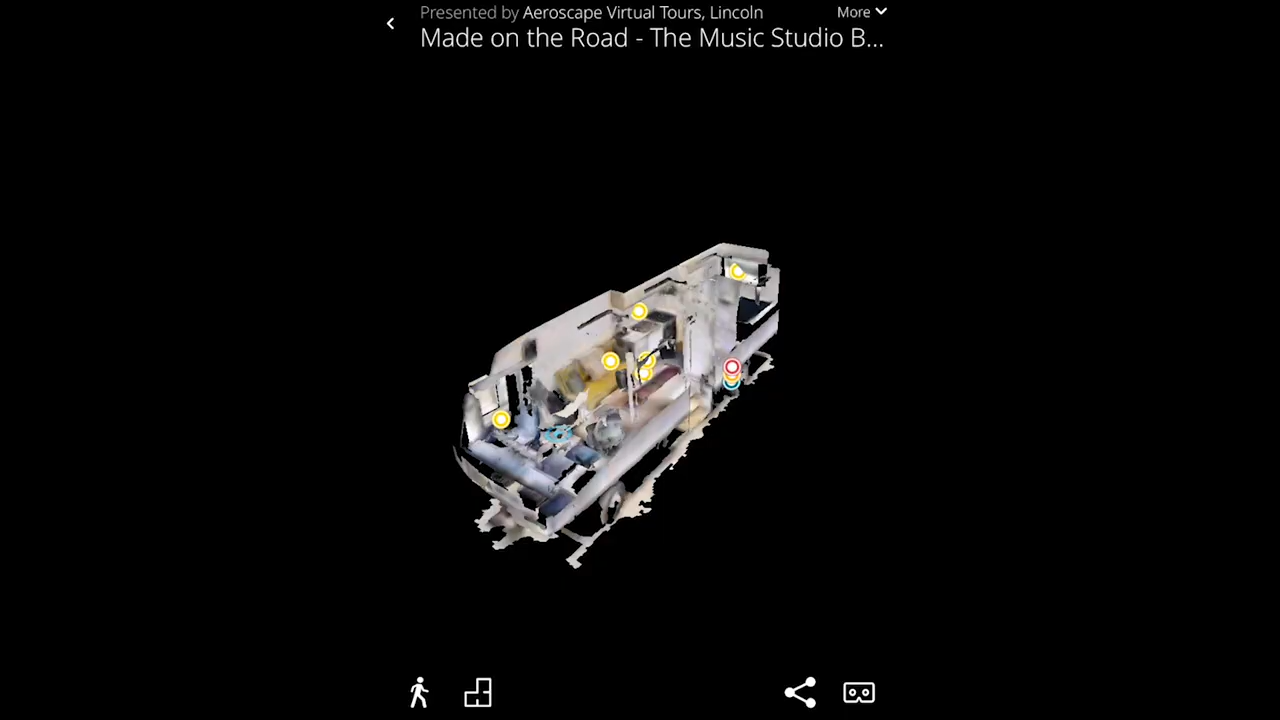 Presented by Aeroscape Virtual Tours, Lincoln
More
Made on the Road - The Music Studio B...